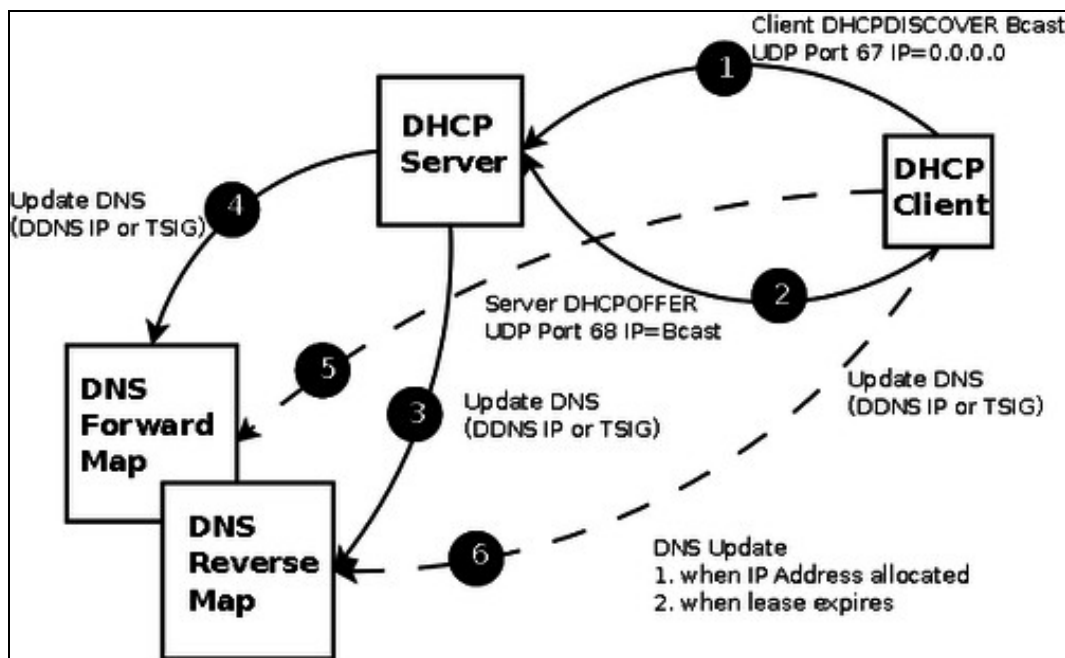 Client DHCPDISCOVER Bcast
UDP Port 67 IP=0.0.0.0
1
DHCP
Server
DHCP
Client
4
Update DNS
(DDNS IP or TSIG)
2
Server DHCPOFFER
UDP Port 68 IP=Bcast
5
DNS
Forward
Map
3
Update DNS
(DDNS IP or TSIG)
Update DNS
(DDNS IP or TSIG)
DNS
Reverse
Map
6
DNS Update
1. when IP Address allocated
2. when lease expires